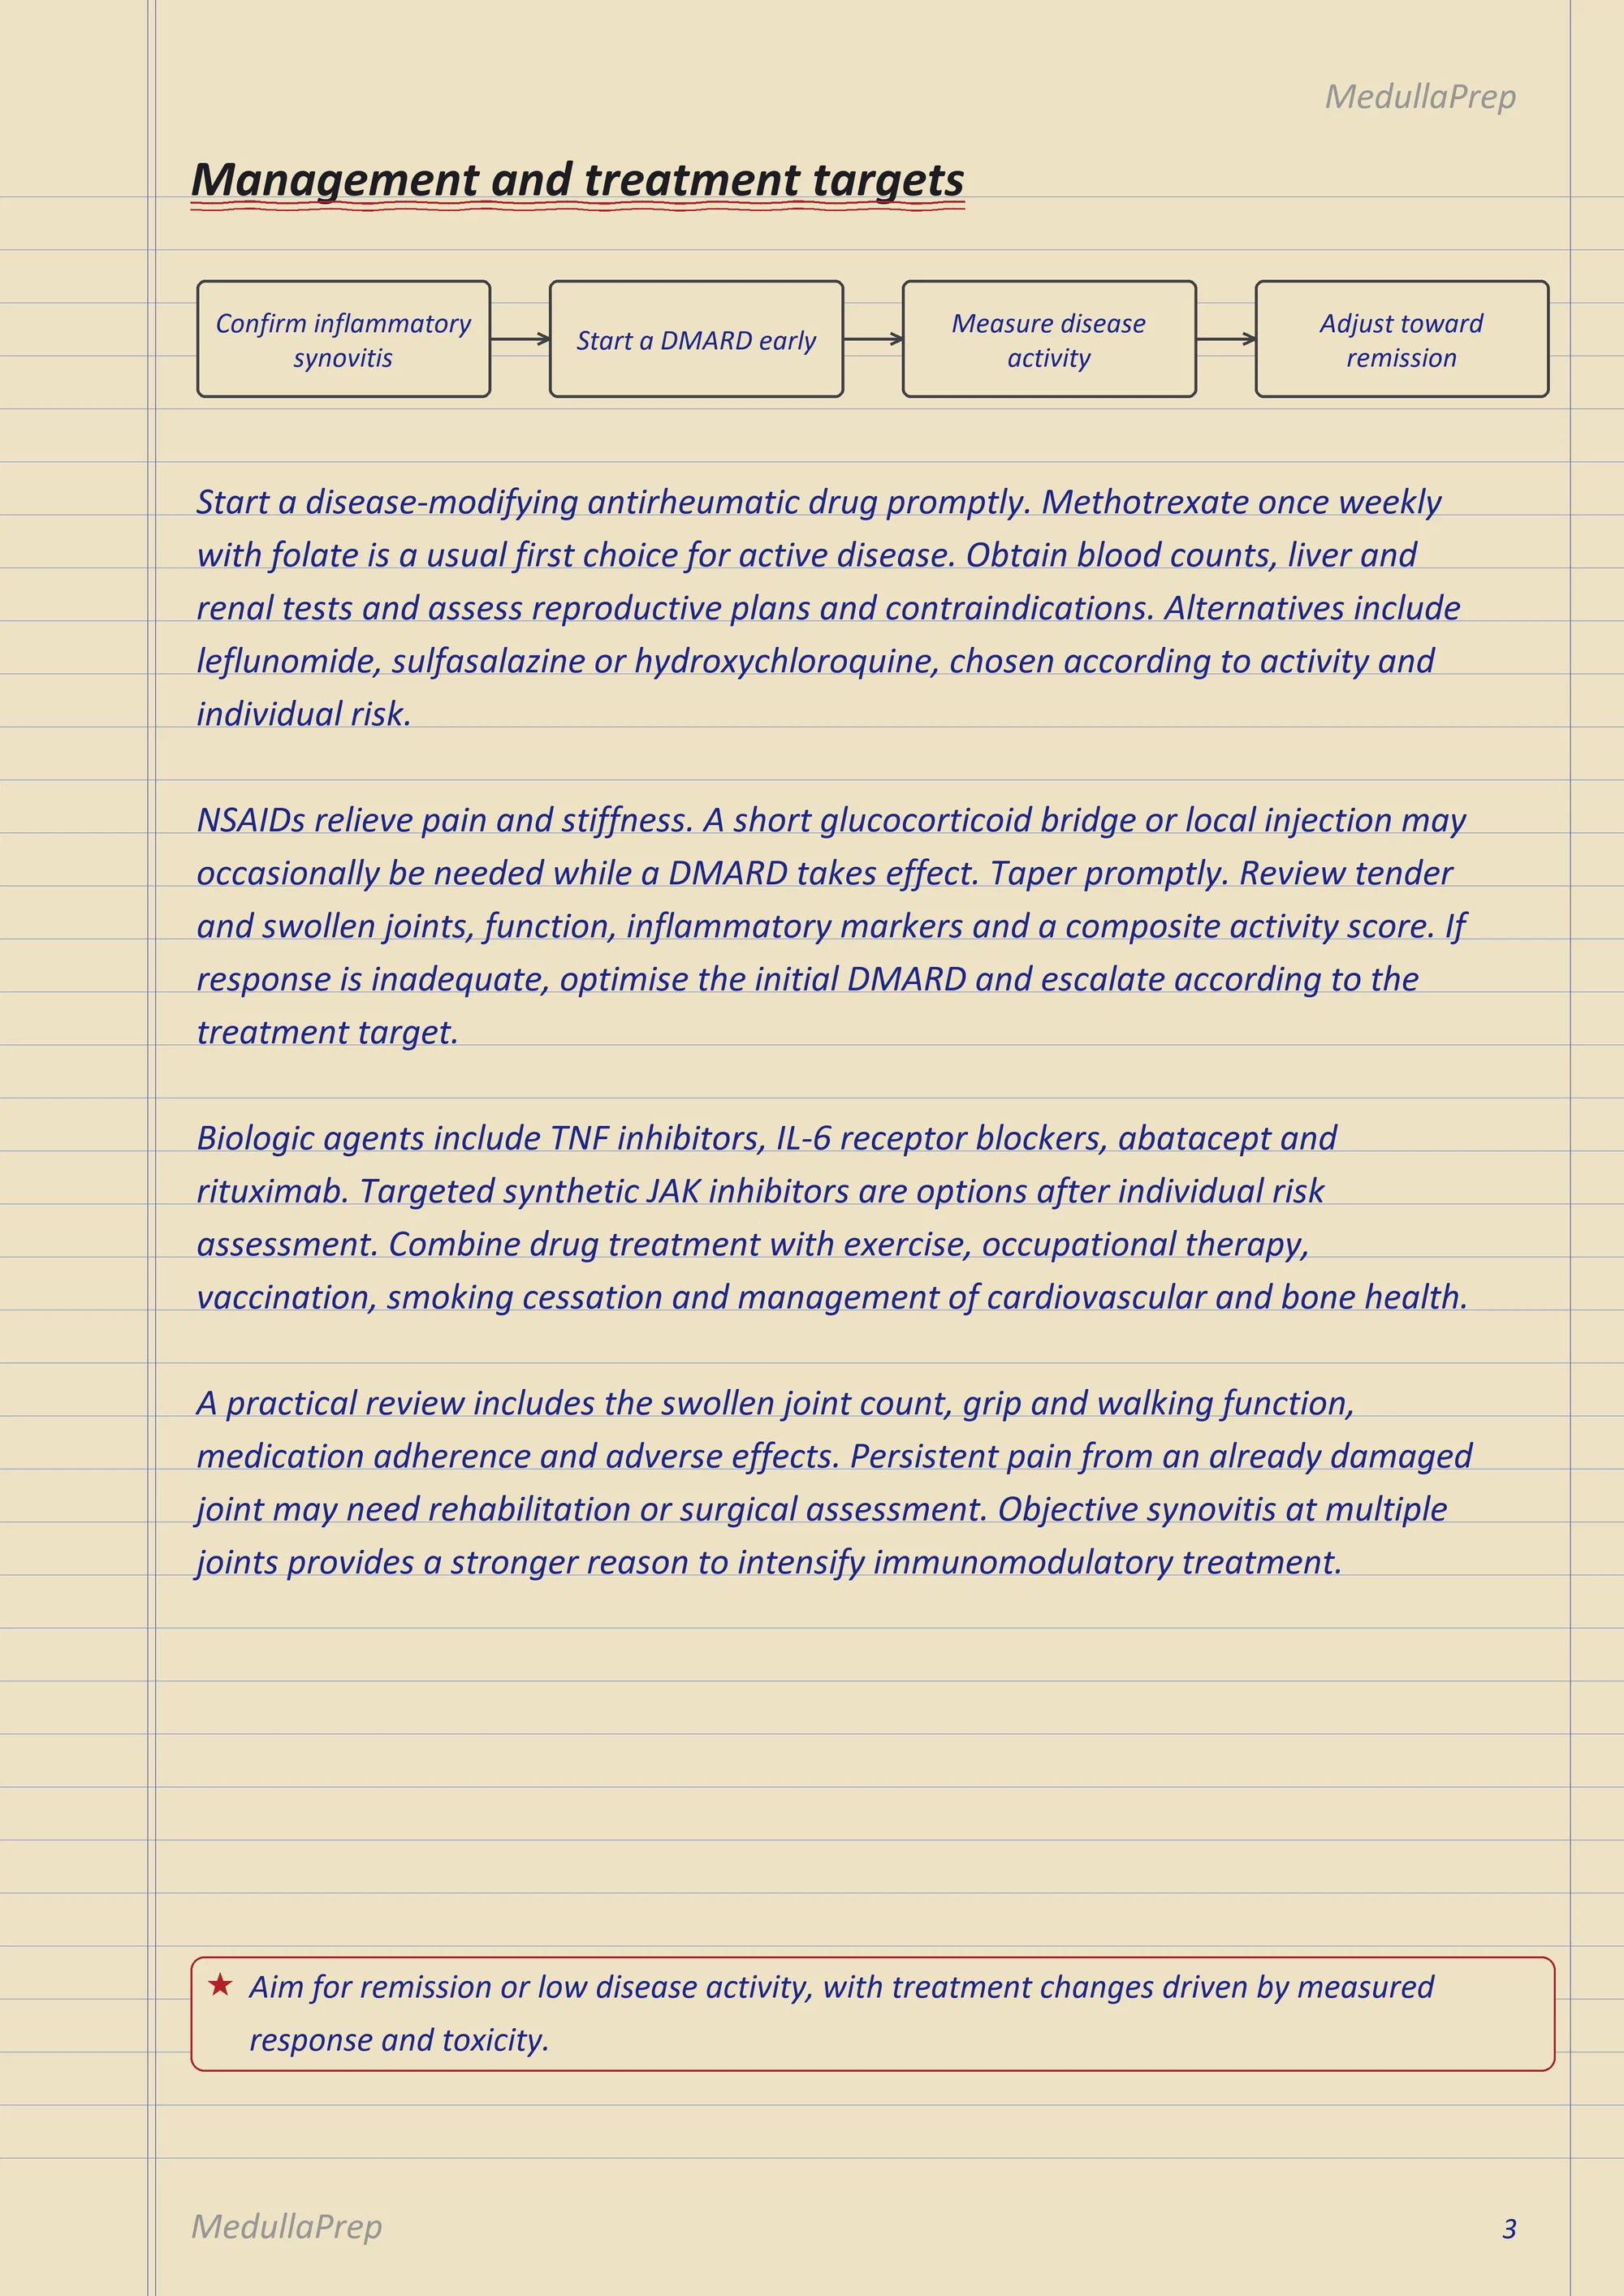 MedullaPrep
Management and treatment targets
Confirm inflammatory
synovitis
Start a DMARD early
Measure disease
activity
Adjust toward
remission
Start a disease-modifying antirheumatic drug promptly. Methotrexate once weekly
with folate is a usual first choice for active disease. Obtain blood counts, liver and
renal tests and assess reproductive plans and contraindications. Alternatives include
leflunomide, sulfasalazine or hydroxychloroquine, chosen according to activity and
individual risk.
NSAIDs relieve pain and stiffness. A short glucocorticoid bridge or local injection may
occasionally be needed while a DMARD takes effect. Taper promptly. Review tender
and swollen joints, function, inflammatory markers and a composite activity score. If
response is inadequate, optimise the initial DMARD and escalate according to the
treatment target.
Biologic agents include TNF inhibitors, IL-6 receptor blockers, abatacept and
rituximab. Targeted synthetic JAK inhibitors are options after individual risk
assessment. Combine drug treatment with exercise, occupational therapy,
vaccination, smoking cessation and management of cardiovascular and bone health.
A practical review includes the swollen joint count, grip and walking function,
medication adherence and adverse effects. Persistent pain from an already damaged
joint may need rehabilitation or surgical assessment. Objective synovitis at multiple
joints provides a stronger reason to intensify immunomodulatory treatment.
★ Aim for remission or low disease activity, with treatment changes driven by measured
response and toxicity.
MedullaPrep
3